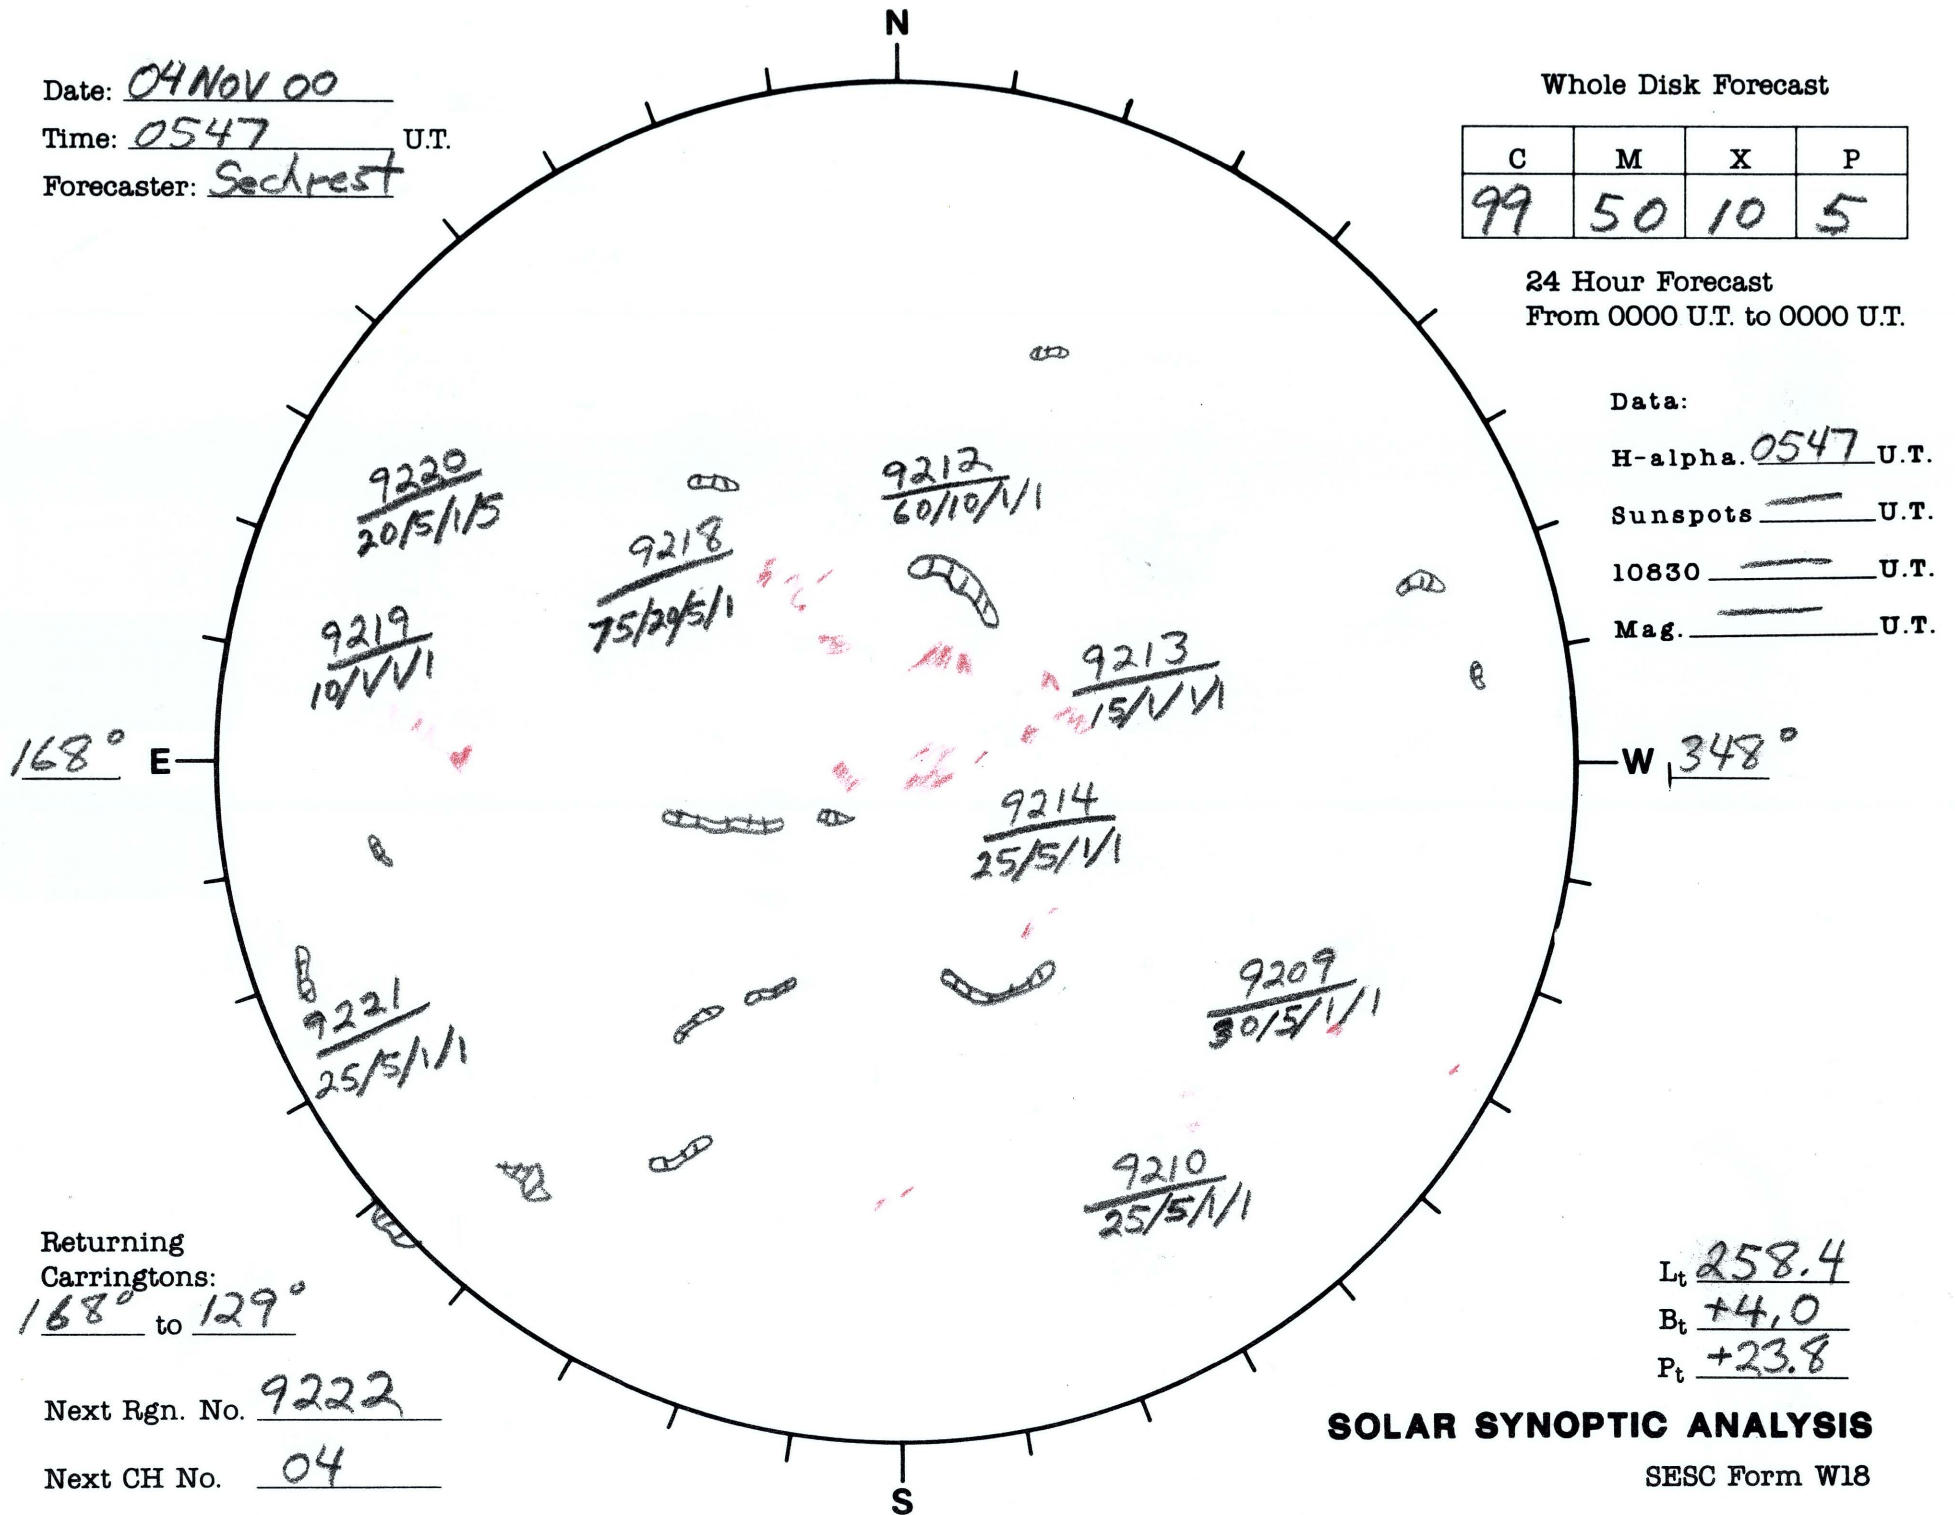 N
Date: 04 NOV 00
Time: 0547 U.T.
Forecaster: Sechrest
Whole Disk Forecast
C M X P
99 50 10 5
24 Hour Forecast
From 0000 U.T. to 0000 U.T.
Data:
H-alpha. 0547 U.T.
Sunspots — U.T.
10830 — U.T.
Mag. — U.T.
9220
20/5/1/5
9212
60/10/1/1
9218
75/20/5/1
9219
10/1/1/1
9213
15/1/1/1
168° E
W 348°
9214
25/5/1/1
9209
30/5/1/1
9221
25/5/1/1
9210
25/5/1/1
Returning
Carringtons:
168° to 129°
Next Rgn. No. 9222
Next CH No. 04
Lt 258.4
Bt +4.0
Pt +23.8
SOLAR SYNOPTIC ANALYSIS
SESC Form W18
S